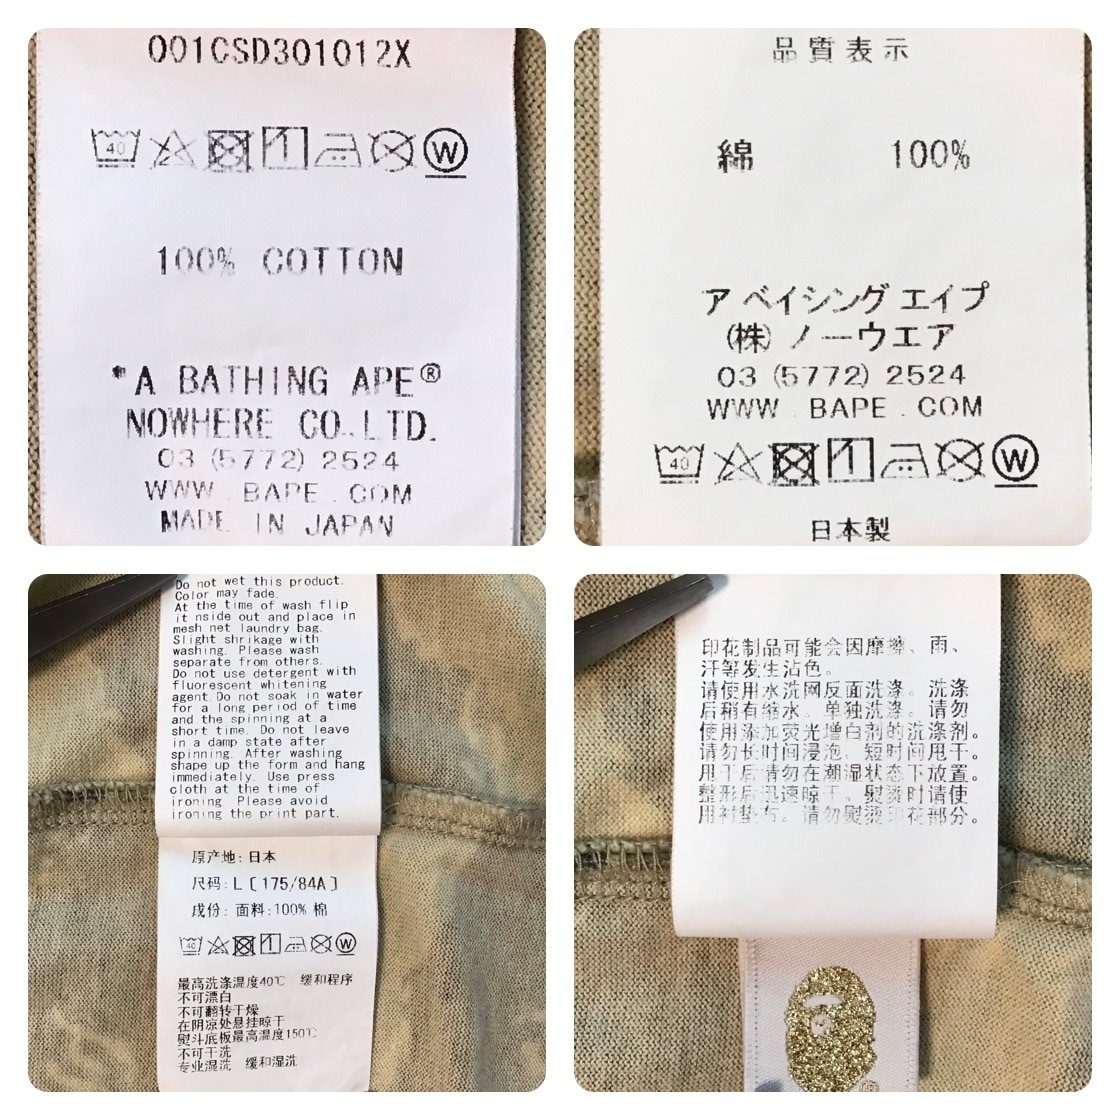 001CSD301012X
40 W
100% COTTON
"A BATHING APE®
NOWHERE CO.,LTD.
03 (5772) 2524
WWW . BAPE . COM
MADE IN JAPAN
品質表示
綿 100%
ア ベイシング エイプ
(株) ノーウエア
03 (5772) 2524
WWW . BAPE . COM
40 W
日本製
Do not wet this product.
Color may fade.
At the time of wash flip
it nside out and place in
mesh net laundry bag.
Slight shrikage with
washing. Please wash
separate from others.
Do not use detergent with
fluorescent whitening
agent.Do not soak in water
for a long period of time
and the spinning at a
short time. Do not leave
in a damp state after
spinning. After washing
shape up the form and hang
immediately. Use press
cloth at the time of
ironing. Please avoid
ironing the print part.
原产地: 日本
尺码: L [175/84A]
成份: 面料:100% 棉
40 W
最高洗涤温度40℃ 缓和程序
不可漂白
不可翻转干燥
在阴凉处悬挂晾干
熨斗底板最高温度150℃
不可干洗
专业湿洗 缓和湿洗
印花制品可能会因摩擦、雨、
汗等发生沾色。
请使用水洗网反面洗涤。洗涤
后稍有缩水。单独洗涤。请勿
使用添加荧光增白剂的洗涤剂。
请勿长时间浸泡，短时间甩干。
甩干后请勿在潮湿状态下放置。
整形后迅速晾干。熨烫时请使
用衬垫布。请勿熨烫印花部分。
®